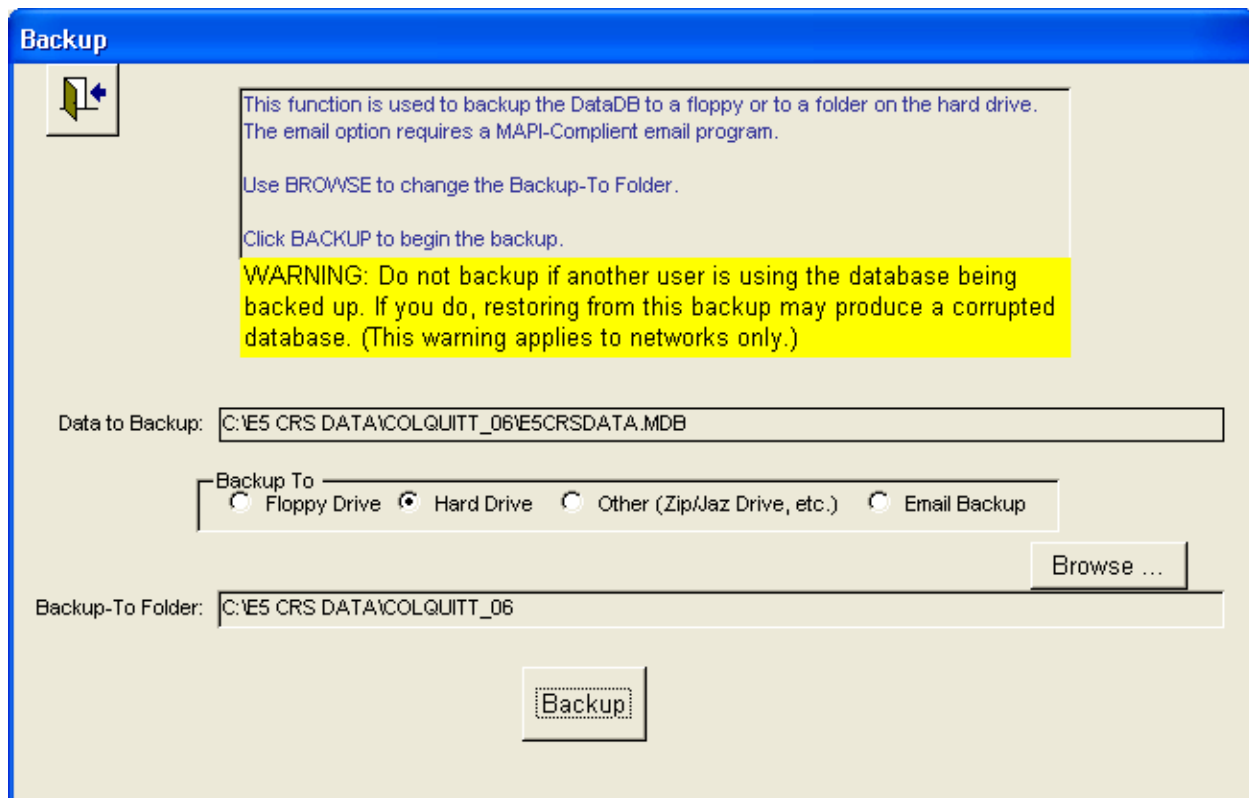 Backup
This function is used to backup the DataDB to a floppy or to a folder on the hard drive.
The email option requires a MAPI-Complient email program.
Use BROWSE to change the Backup-To Folder.
Click BACKUP to begin the backup.
WARNING: Do not backup if another user is using the database being
backed up. If you do, restoring from this backup may produce a corrupted
database. (This warning applies to networks only.)
Data to Backup: C:\E5 CRS DATA\COLQUITT_06\E5CRSDATA.MDB
Backup To
Floppy Drive Hard Drive Other (Zip/Jaz Drive, etc.) Email Backup
Browse ...
Backup-To Folder: C:\E5 CRS DATA\COLQUITT_06
Backup